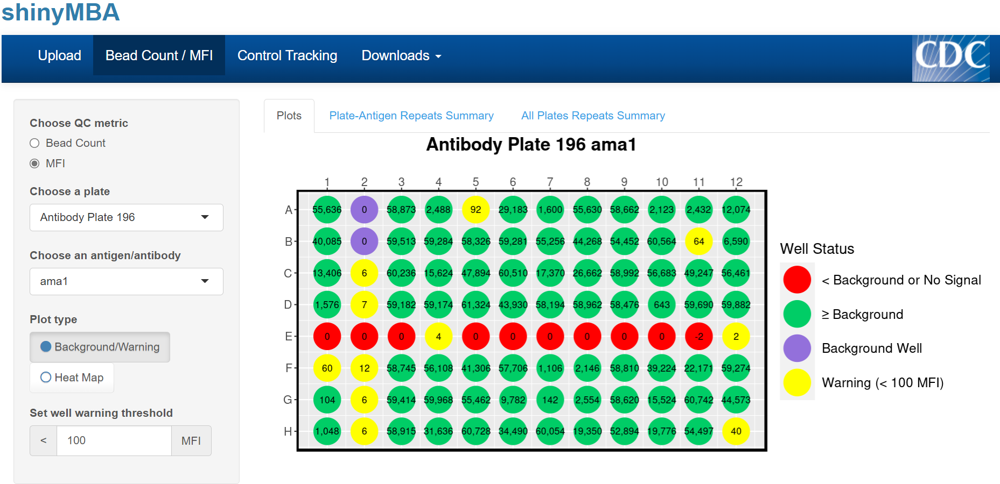 shinyMBA
Upload Bead Count / MFI Control Tracking Downloads
CDC
Choose QC metric
Bead Count
MFI
Choose a plate
Antibody Plate 196
Choose an antigen/antibody
ama1
Plot type
Background/Warning
Heat Map
Set well warning threshold
< 100 MFI
Plots Plate-Antigen Repeats Summary All Plates Repeats Summary
Antibody Plate 196 ama1
1 2 3 4 5 6 7 8 9 10 11 12
A 55,636 0 58,873 2,488 92 29,183 1,600 55,630 58,662 2,123 2,432 12,074
B 40,085 0 59,513 59,284 58,326 59,281 55,256 44,268 54,452 60,564 64 6,590
C 13,406 6 60,236 15,624 47,894 60,510 17,370 26,662 58,992 56,683 49,247 56,461
D 1,576 7 59,182 59,174 61,324 43,930 58,194 58,962 58,476 643 59,690 59,882
E 0 0 0 4 0 0 0 0 0 0 -2 2
F 60 12 58,745 56,108 41,306 57,706 1,106 2,146 58,810 39,224 22,171 59,274
G 104 6 59,414 59,968 55,462 9,782 142 2,554 58,620 15,524 60,742 44,573
H 1,048 6 58,915 31,636 60,728 34,490 60,054 19,350 52,894 19,776 54,497 40
Well Status
< Background or No Signal
≥ Background
Background Well
Warning (< 100 MFI)